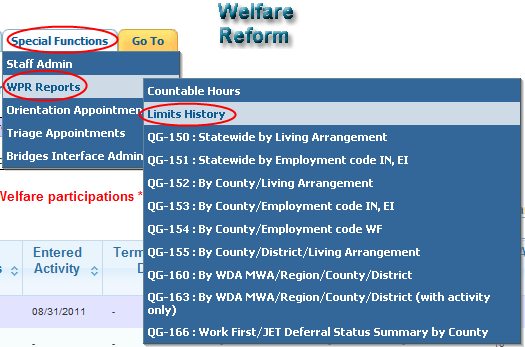 Welfare
Reform
Special Functions
Go To
Staff Admin
WPR Reports
Orientation Appointmen
Triage Appointments
Bridges Interface Admin
Countable Hours
Limits History
QG-150 : Statewide by Living Arrangement
QG-151 : Statewide by Employment code IN, EI
QG-152 : By County/Living Arrangement
QG-153 : By County/Employment code IN, EI
QG-154 : By County/Employment code WF
QG-155 : By County/District/Living Arrangement
QG-160 : By WDA MWA/Region/County/District
QG-163 : By WDA MWA/Region/County/District (with activity
only)
QG-166 : Work First/JET Deferral Status Summary by County
Welfare participations *
Entered
Activity
Term
D
s
08/31/2011
-